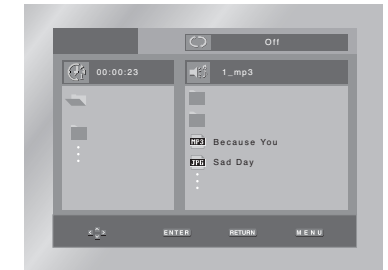 Off
00:00:23
1_mp3
MP3 Because You
JPG Sad Day
ENTER RETURN MENU